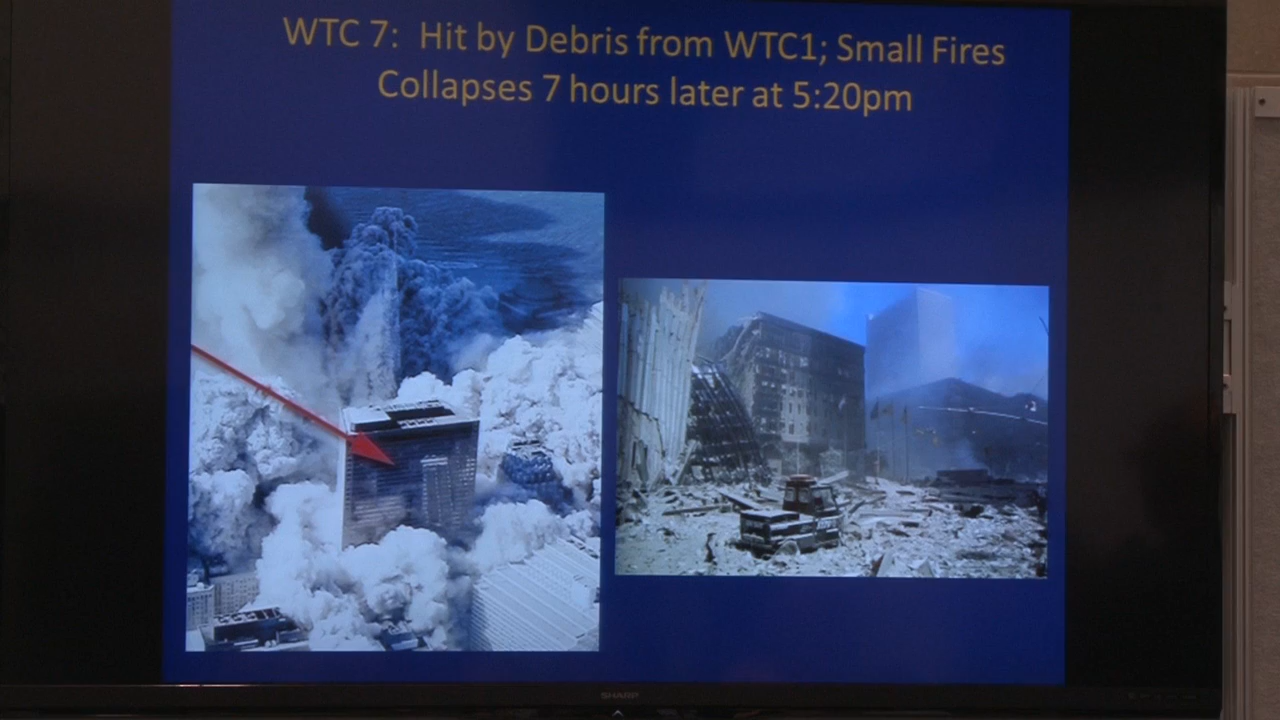 WTC 7: Hit by Debris from WTC1; Small Fires
Collapses 7 hours later at 5:20pm
SHARP